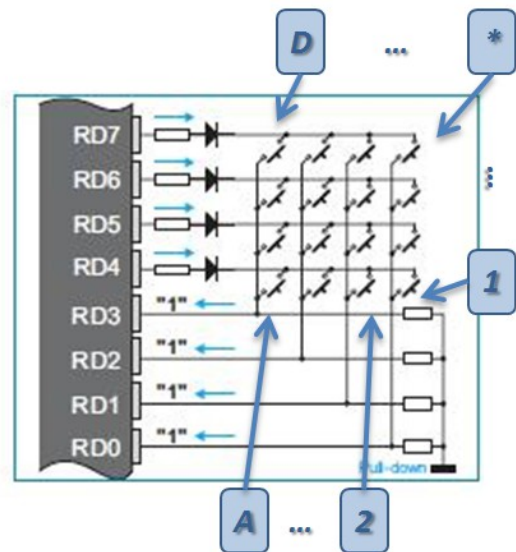 D ... *
RD7
RD6
...
RD5
RD4
1
RD3 "1"
RD2 "1"
RD1 "1"
RD0 "1"
Pull-down
A ... 2